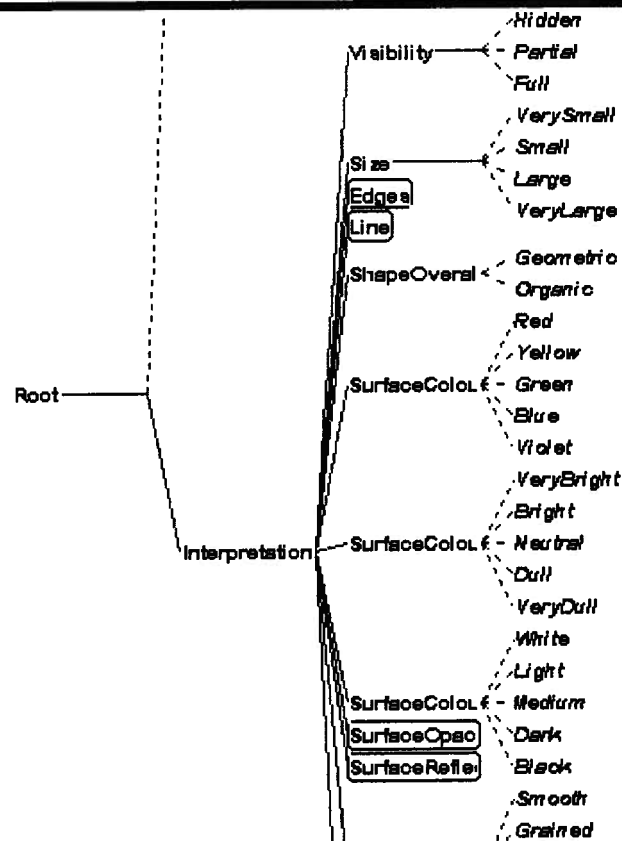 Hidden
Visibility
Partial
Full
VerySmall
Size
Small
Large
Edges
VeryLarge
Line
Geometric
ShapeOveral
Organic
Red
Yellow
Root
SurfaceColou
Green
Blue
Violet
VeryBright
Bright
Interpretation
SurfaceColou
Neutral
Dull
VeryDull
White
Light
SurfaceColou
Medium
SurfaceOpac
Dark
SurfaceReflec
Black
Smooth
Grained